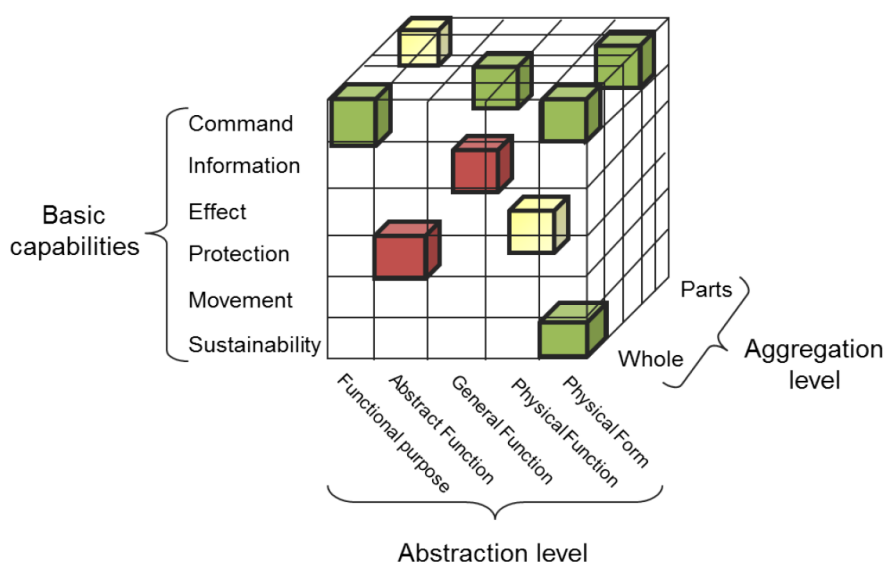 Command
Information
Effect
Protection
Movement
Sustainability
Basic
capabilities
Parts
Whole
Aggregation
level
Functional purpose
Abstract Function
General Function
Physical Function
Physical Form
Abstraction level